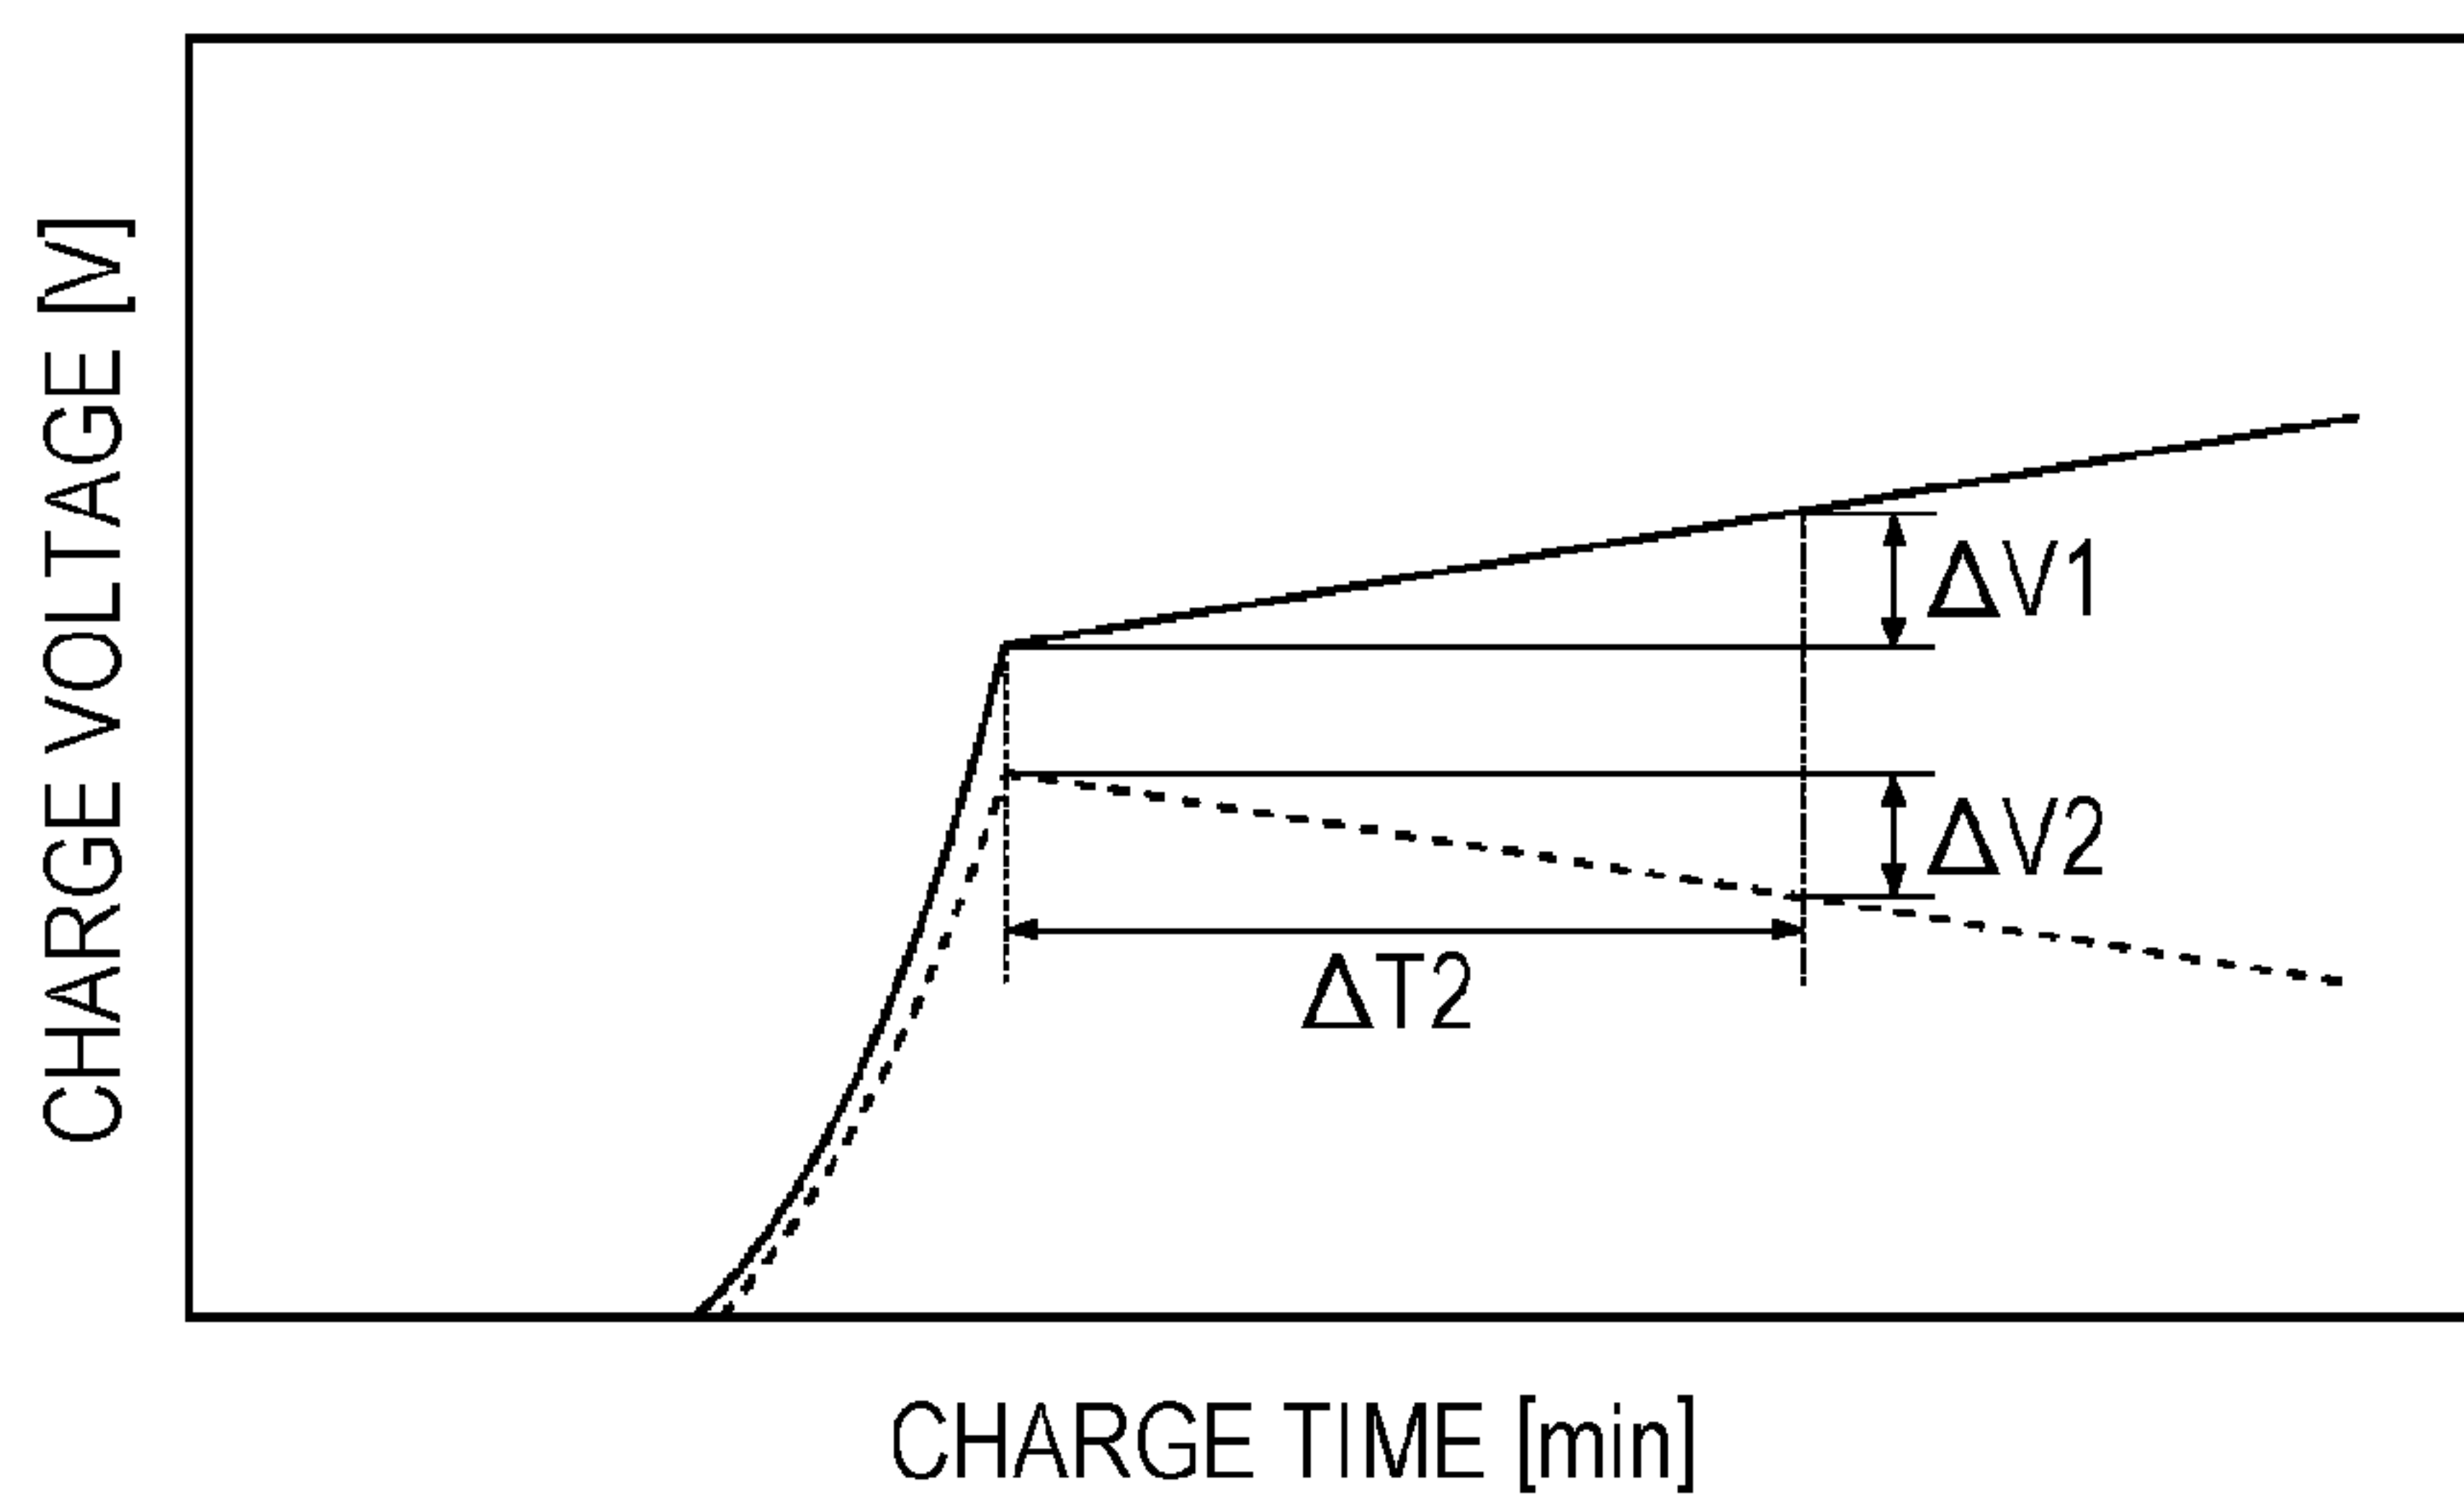 CHARGE VOLTAGE [V]
ΔV1
ΔV2
ΔT2
CHARGE TIME [min]